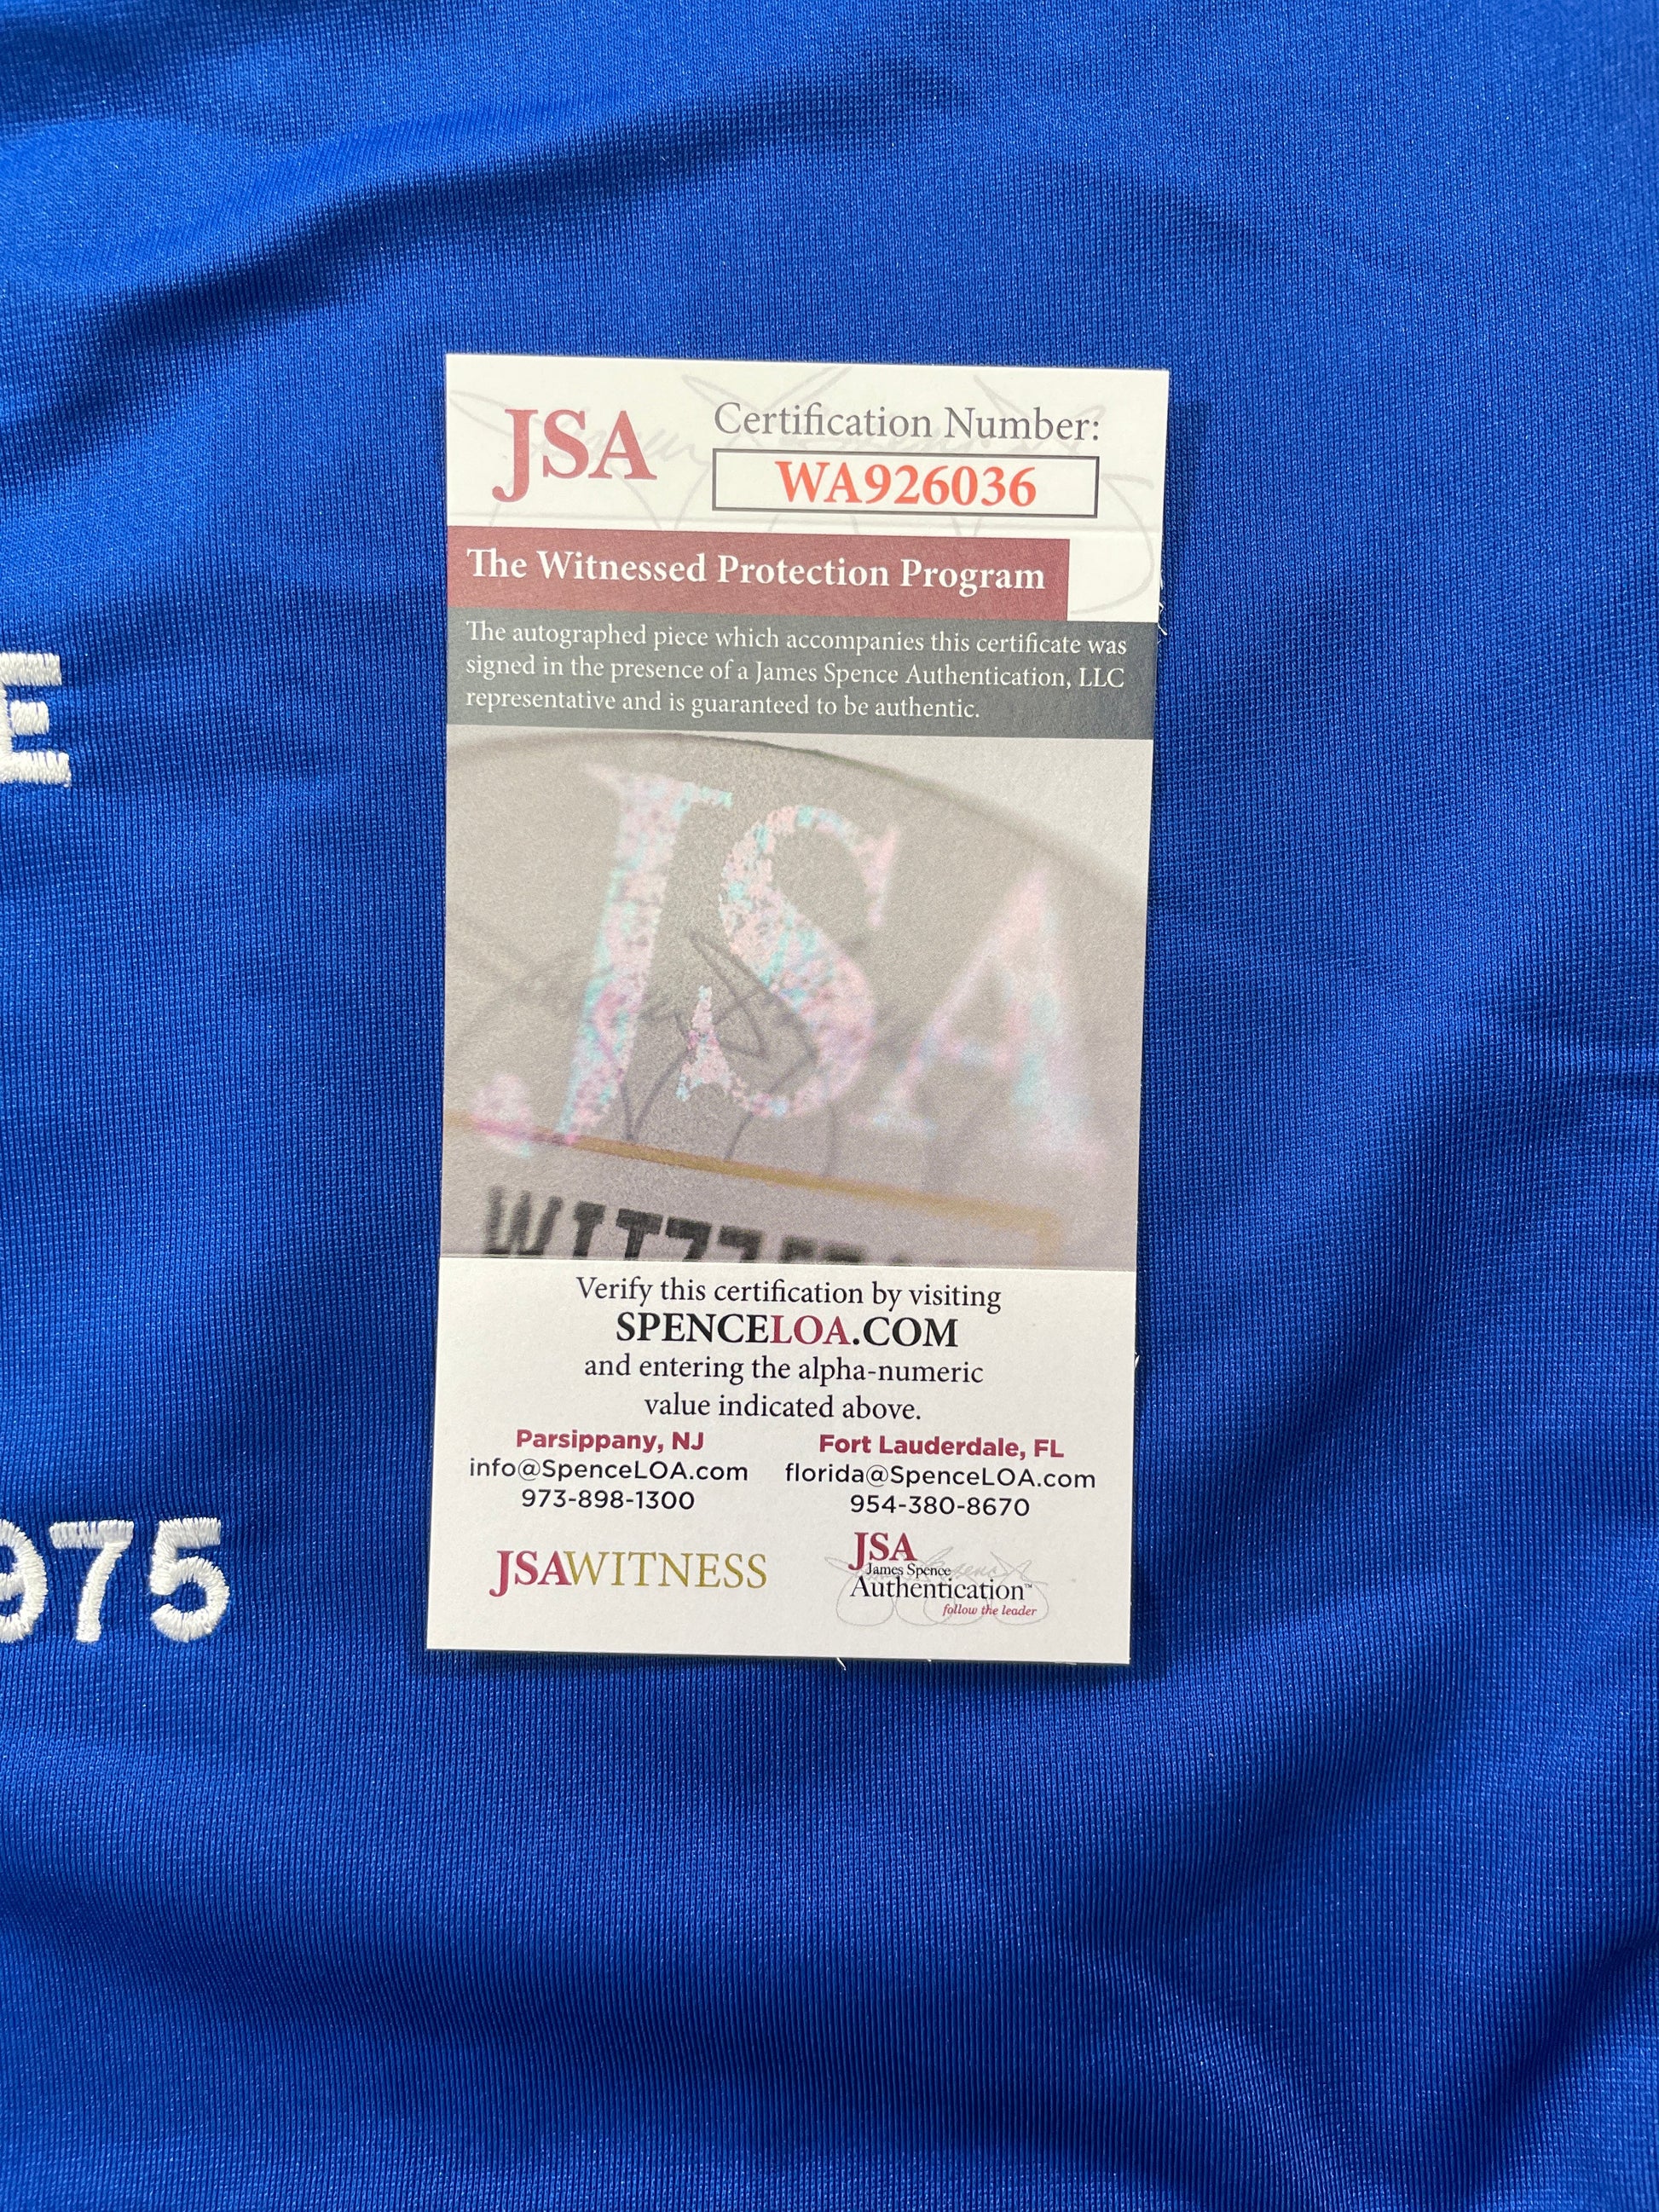 JSA
Certification Number:
WA926036
The Witnessed Protection Program
The autographed piece which accompanies this certificate was
signed in the presence of a James Spence Authentication, LLC
representative and is guaranteed to be authentic.
E
JSA
Verify this certification by visiting
SPENCELOA.COM
and entering the alpha-numeric
value indicated above.
Parsippany, NJ
info@SpenceLOA.com
973-898-1300
Fort Lauderdale, FL
florida@SpenceLOA.com
954-380-8670
975
JSAWITNESS
JSA
James Spence
Authentication™
follow the leader